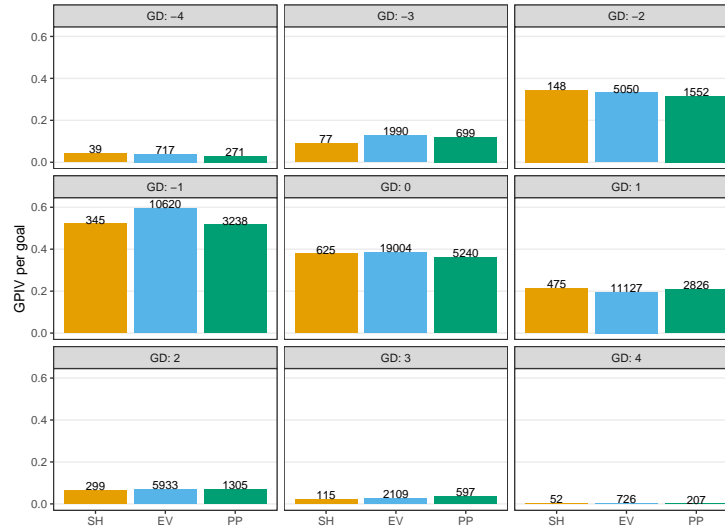 GD: −4 GD: −3 GD: −2
0.6
0.4
0.2
0.0
39 717 271
77 1990 699
148 5050 1552
GD: −1 GD: 0 GD: 1
GPIV per goal
0.6
0.4
0.2
0.0
345 10620 3238
625 19004 5240
475 11127 2826
GD: 2 GD: 3 GD: 4
0.6
0.4
0.2
0.0
299 5933 1305
115 2109 597
52 726 207
SH EV PP SH EV PP SH EV PP